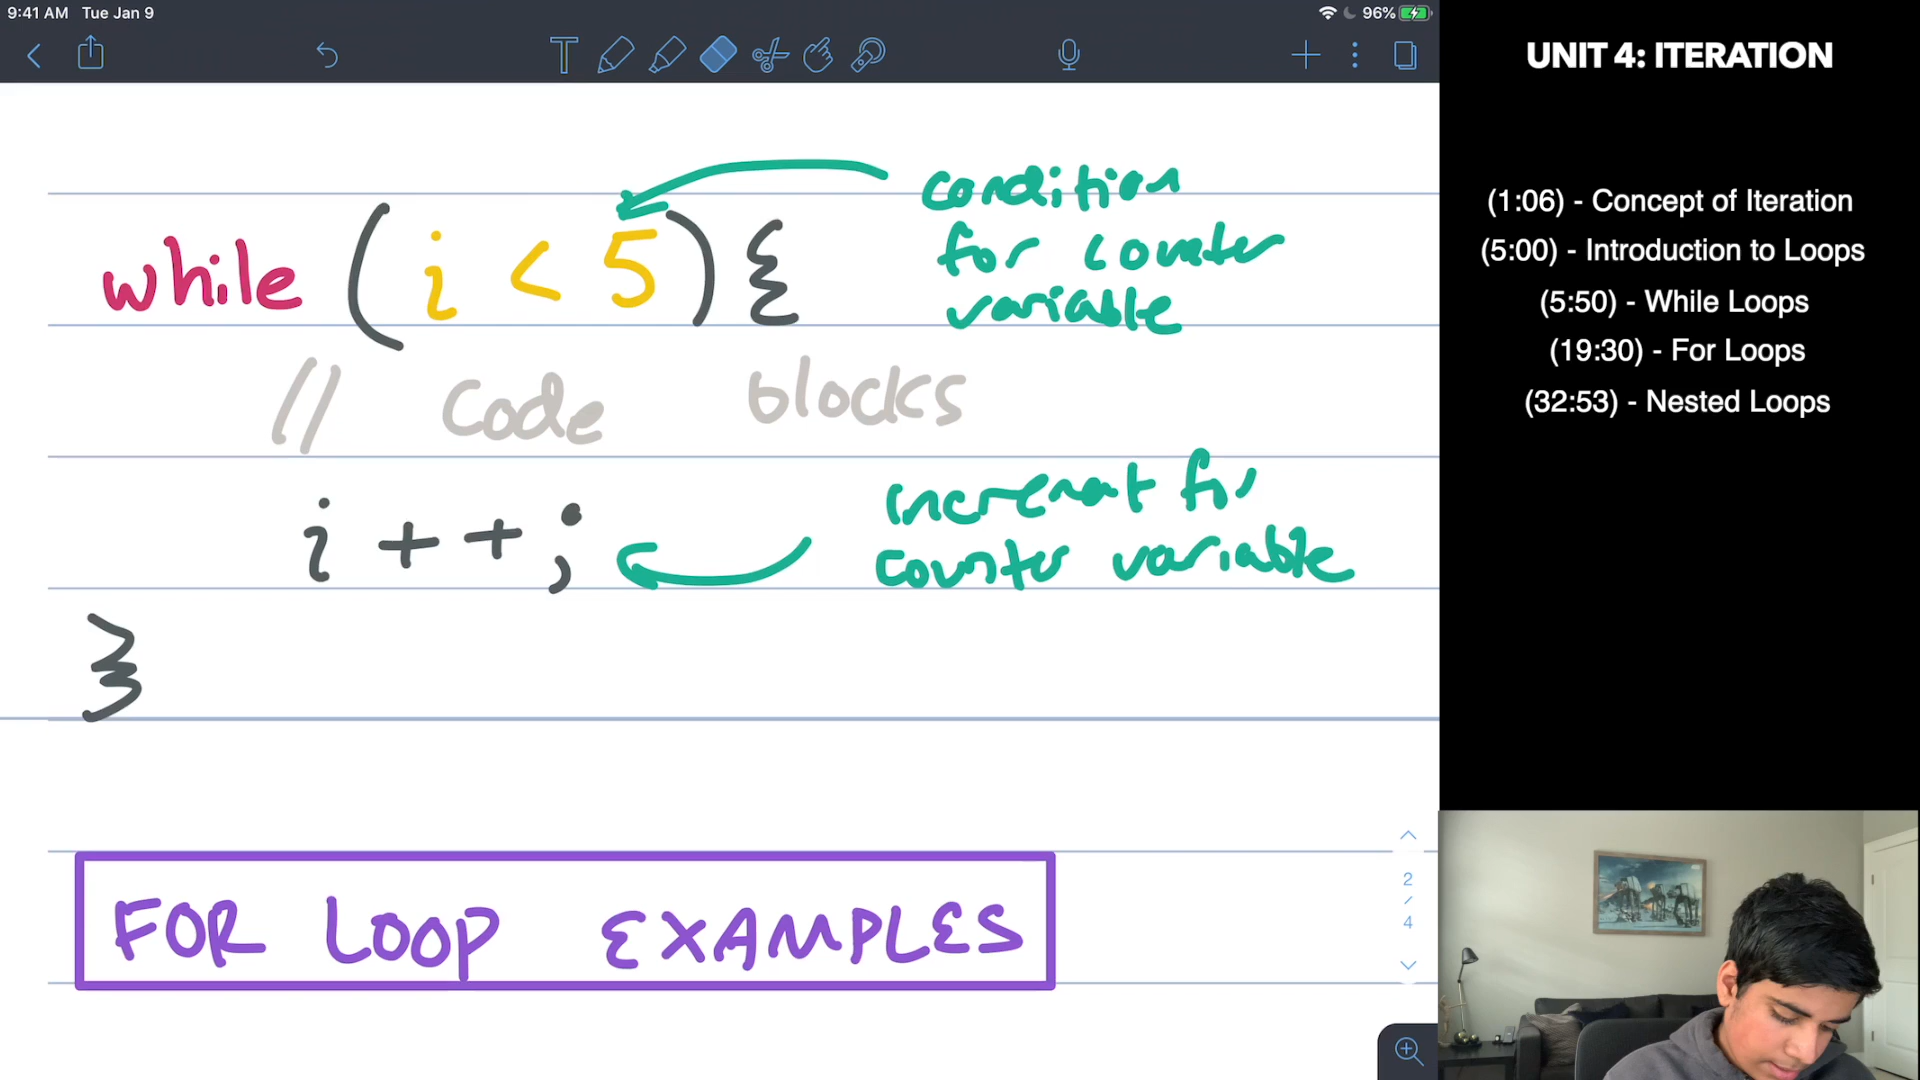 9:41 AM Tue Jan 9
96%
while (i < 5) {
condition
for counter
variable
// code blocks
i ++;
increment for
counter variable
}
FOR LOOP EXAMPLES
2
4
UNIT 4: ITERATION
(1:06) - Concept of Iteration
(5:00) - Introduction to Loops
(5:50) - While Loops
(19:30) - For Loops
(32:53) - Nested Loops